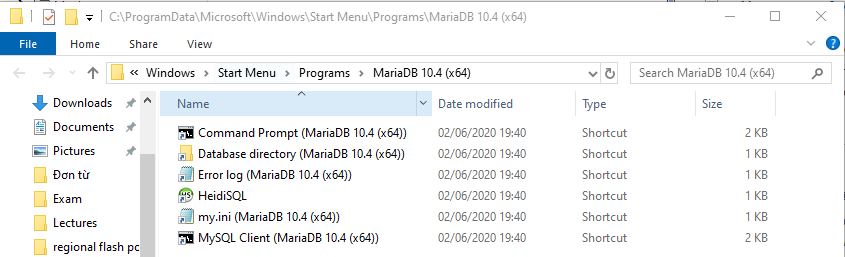 C:\ProgramData\Microsoft\Windows\Start Menu\Programs\MariaDB 10.4 (x64)
File Home Share View
« Windows Start Menu Programs MariaDB 10.4 (x64) Search MariaDB 10.4 (x64)
Name Date modified Type Size
Downloads
Documents
Pictures
Đơn từ
Exam
Lectures
regional flash pc
Command Prompt (MariaDB 10.4 (x64)) 02/06/2020 19:40 Shortcut 2 KB
Database directory (MariaDB 10.4 (x64)) 02/06/2020 19:40 Shortcut 1 KB
Error log (MariaDB 10.4 (x64)) 02/06/2020 19:40 Shortcut 1 KB
HeidiSQL 02/06/2020 19:40 Shortcut 1 KB
my.ini (MariaDB 10.4 (x64)) 02/06/2020 19:40 Shortcut 1 KB
MySQL Client (MariaDB 10.4 (x64)) 02/06/2020 19:40 Shortcut 2 KB